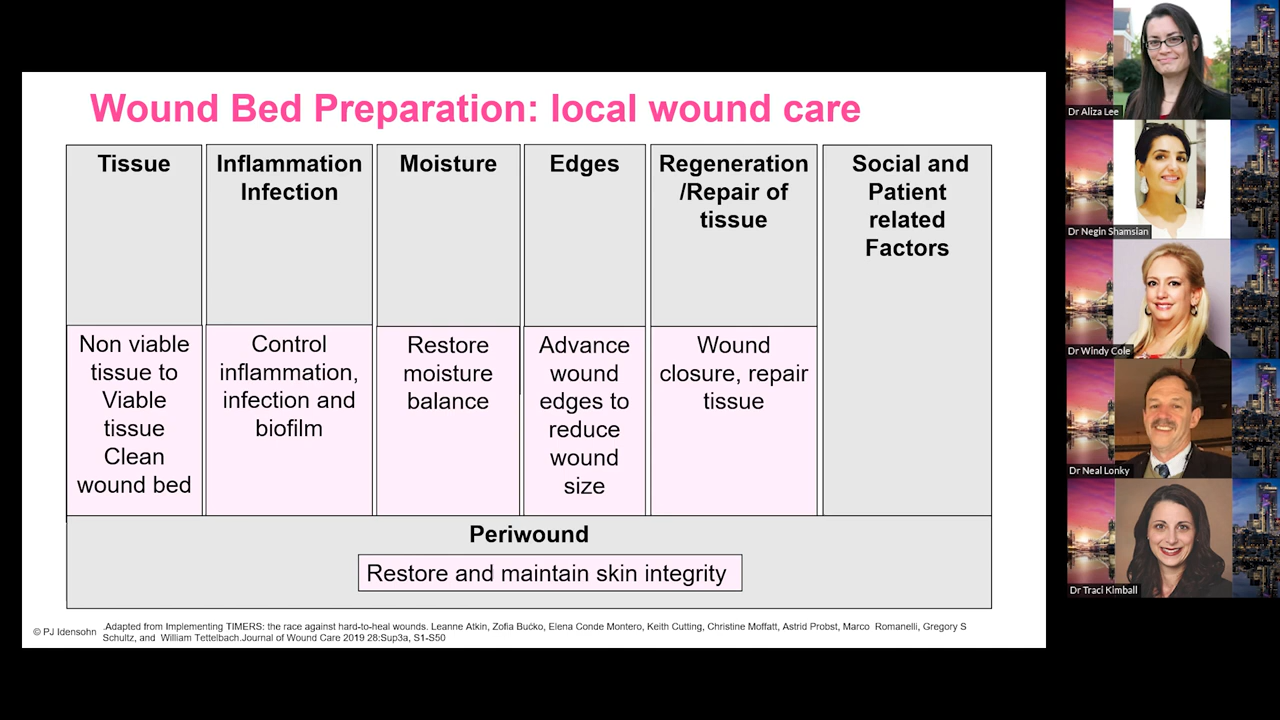 Wound Bed Preparation: local wound care
Tissue
Inflammation
Infection
Moisture
Edges
Regeneration
/Repair of
tissue
Social and
Patient
related
Factors
Non viable
tissue to
Viable
tissue
Clean
wound bed
Control
inflammation,
infection and
biofilm
Restore
moisture
balance
Advance
wound
edges to
reduce
wound
size
Wound
closure, repair
tissue
Periwound
Restore and maintain skin integrity
© PJ Idensohn
.Adapted from Implementing TIMERS: the race against hard-to-heal wounds. Leanne Atkin, Zofia Bućko, Elena Conde Montero, Keith Cutting, Christine Moffatt, Astrid Probst, Marco Romanelli, Gregory S
Schultz, and William Tettelbach.Journal of Wound Care 2019 28:Sup3a, S1-S50
Dr Aliza Lee
Dr Negin Shamsian
Dr Windy Cole
Dr Neal Lonky
Dr Traci Kimball